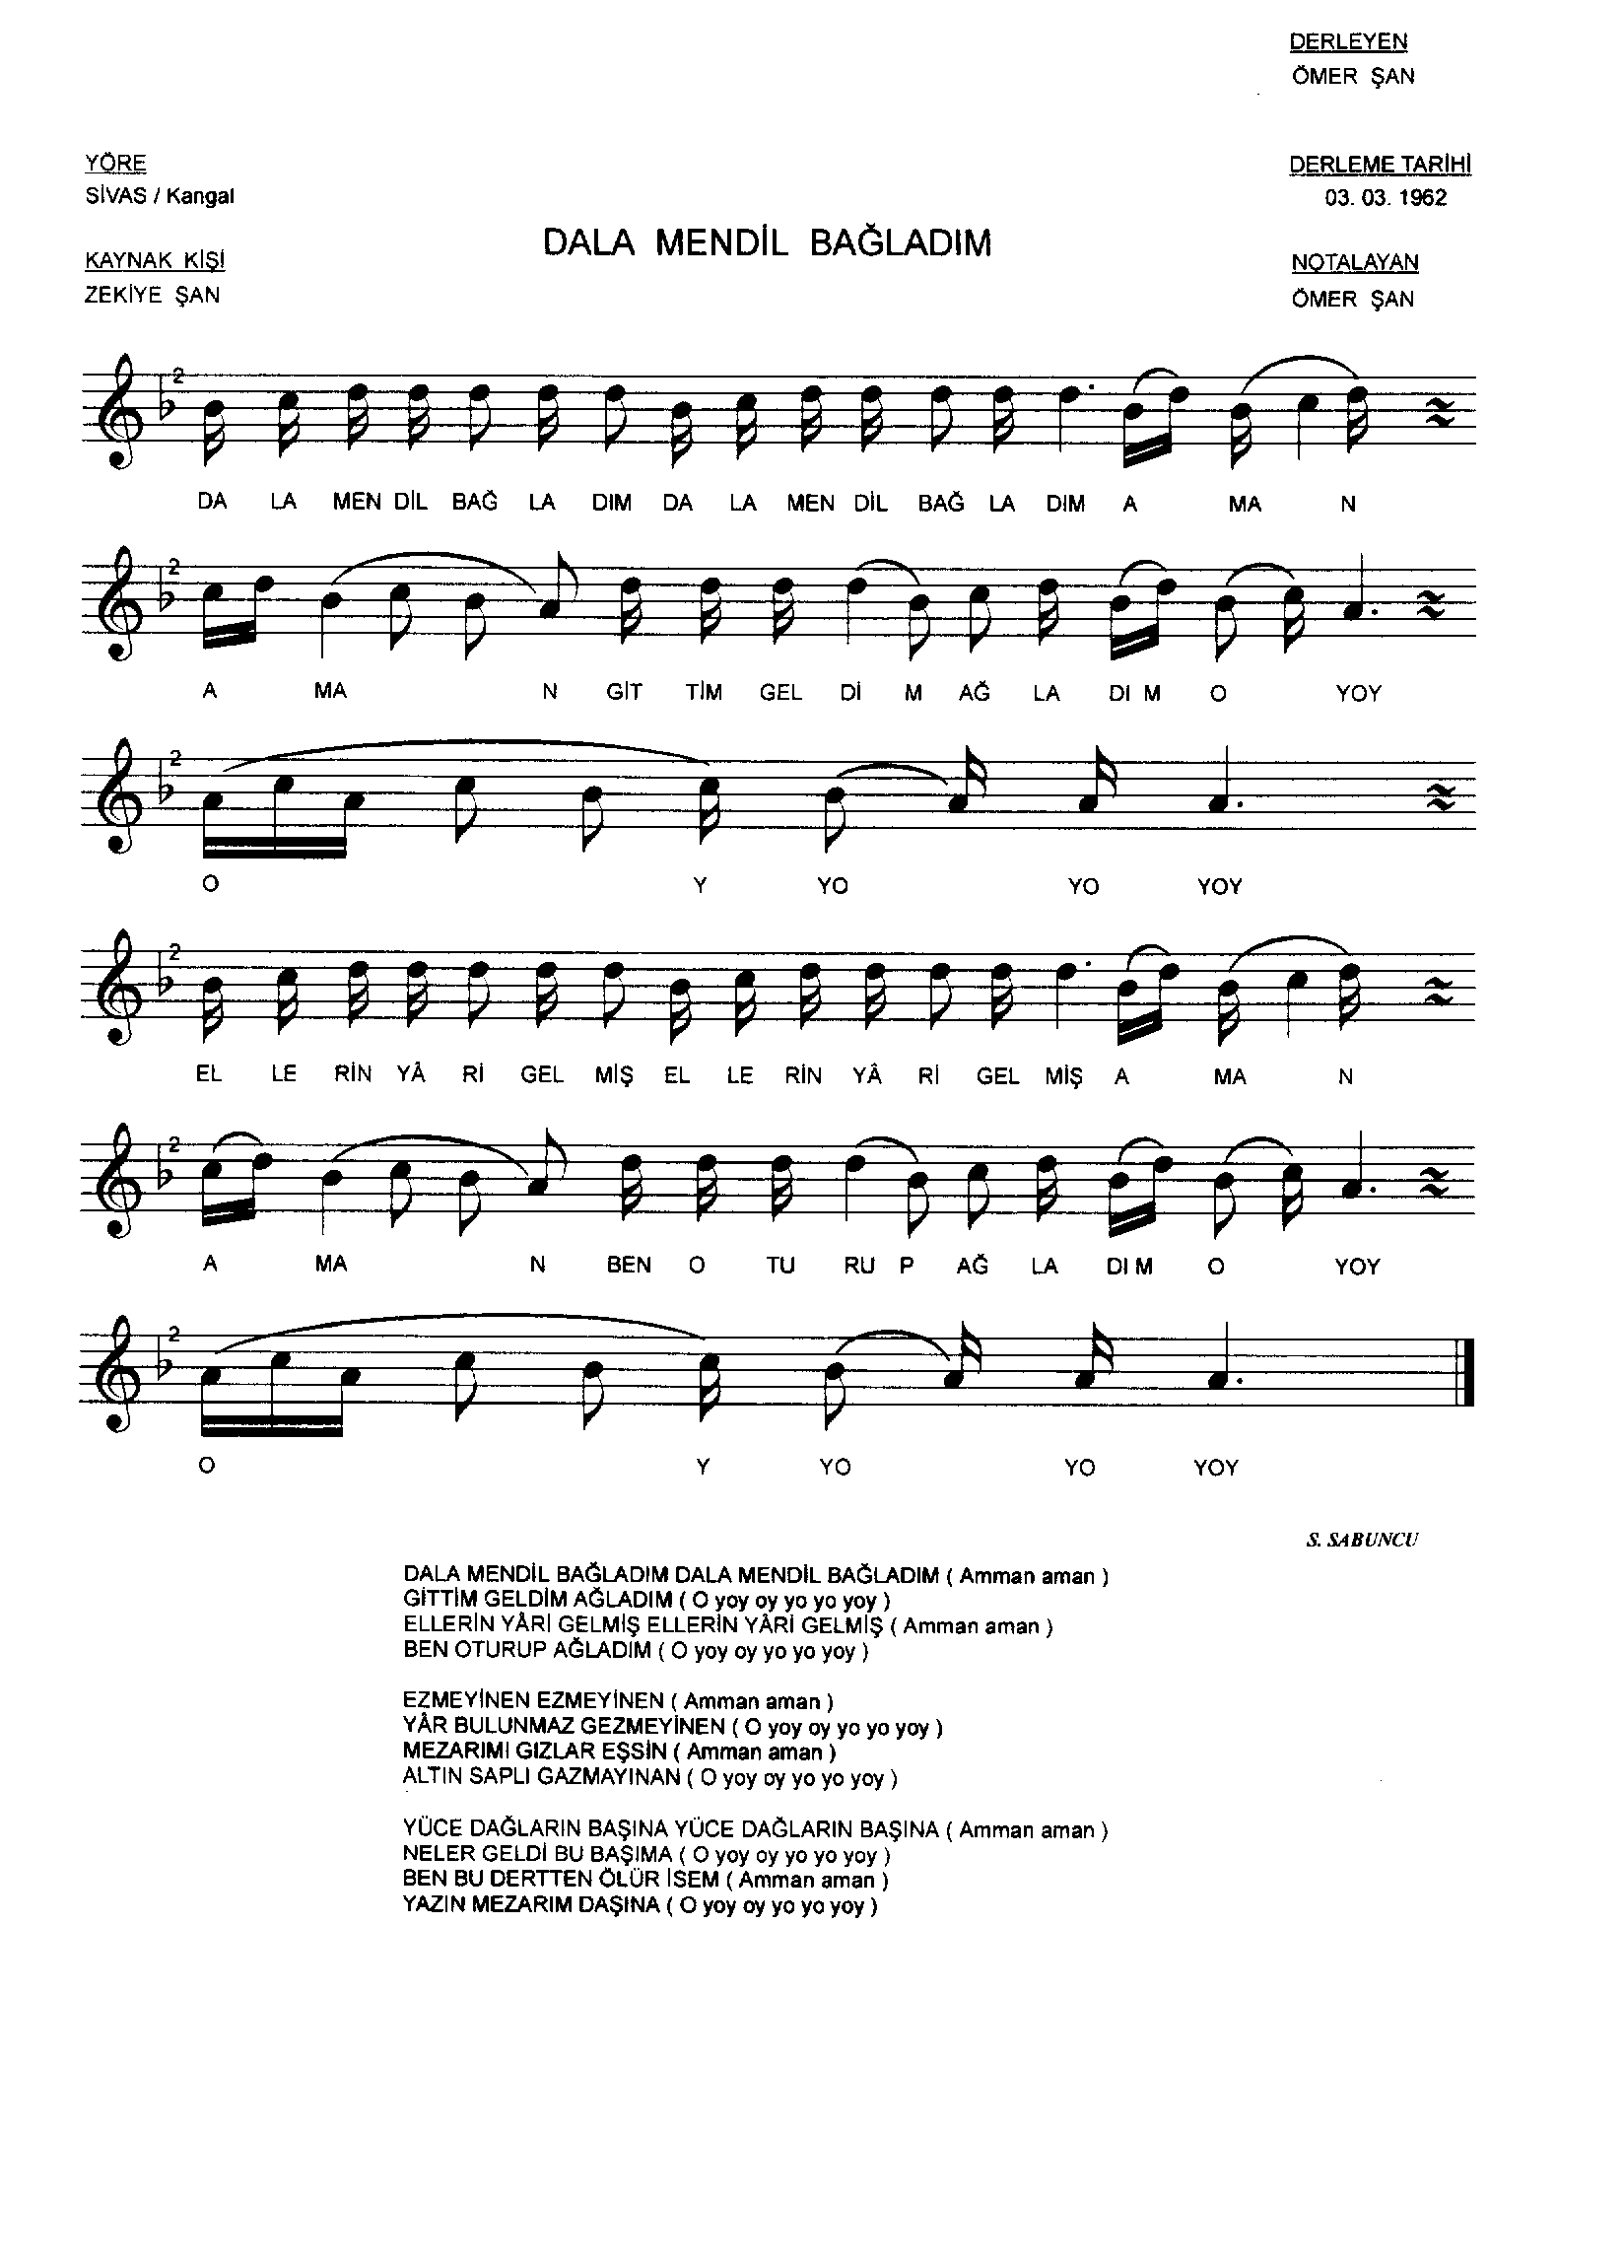 DERLEYEN
ÖMER ŞAN
YÖRE
SİVAS / Kangal
DERLEME TARİHİ
03. 03. 1962
DALA MENDİL BAĞLADIM
KAYNAK KİŞİ
ZEKİYE ŞAN
NOTALAYAN
ÖMER ŞAN
2
DA LA MEN DİL BAĞ LA DIM DA LA MEN DİL BAĞ LA DIM A MA N
2
A MA N GİT TİM GEL Dİ M AĞ LA DI M O YOY
2
O Y YO YO YOY
2
EL LE RİN YÂ Rİ GEL MİŞ EL LE RİN YÂ Rİ GEL MİŞ A MA N
2
A MA N BEN O TU RU P AĞ LA DI M O YOY
2
O Y YO YO YOY
S. SABUNCU
DALA MENDİL BAĞLADIM DALA MENDİL BAĞLADIM ( Amman aman )
GİTTİM GELDİM AĞLADIM ( O yoy oy yo yo yoy )
ELLERİN YÂRİ GELMİŞ ELLERİN YÂRİ GELMİŞ ( Amman aman )
BEN OTURUP AĞLADIM ( O yoy oy yo yo yoy )
EZMEYİNEN EZMEYİNEN ( Amman aman )
YÂR BULUNMAZ GEZMEYİNEN ( O yoy oy yo yo yoy )
MEZARIMI GIZLAR EŞSİN ( Amman aman )
ALTIN SAPLI GAZMAYINAN ( O yoy oy yo yo yoy )
YÜCE DAĞLARIN BAŞINA YÜCE DAĞLARIN BAŞINA ( Amman aman )
NELER GELDİ BU BAŞIMA ( O yoy oy yo yo yoy )
BEN BU DERTTEN ÖLÜR İSEM ( Amman aman )
YAZIN MEZARIM DAŞINA ( O yoy oy yo yo yoy )